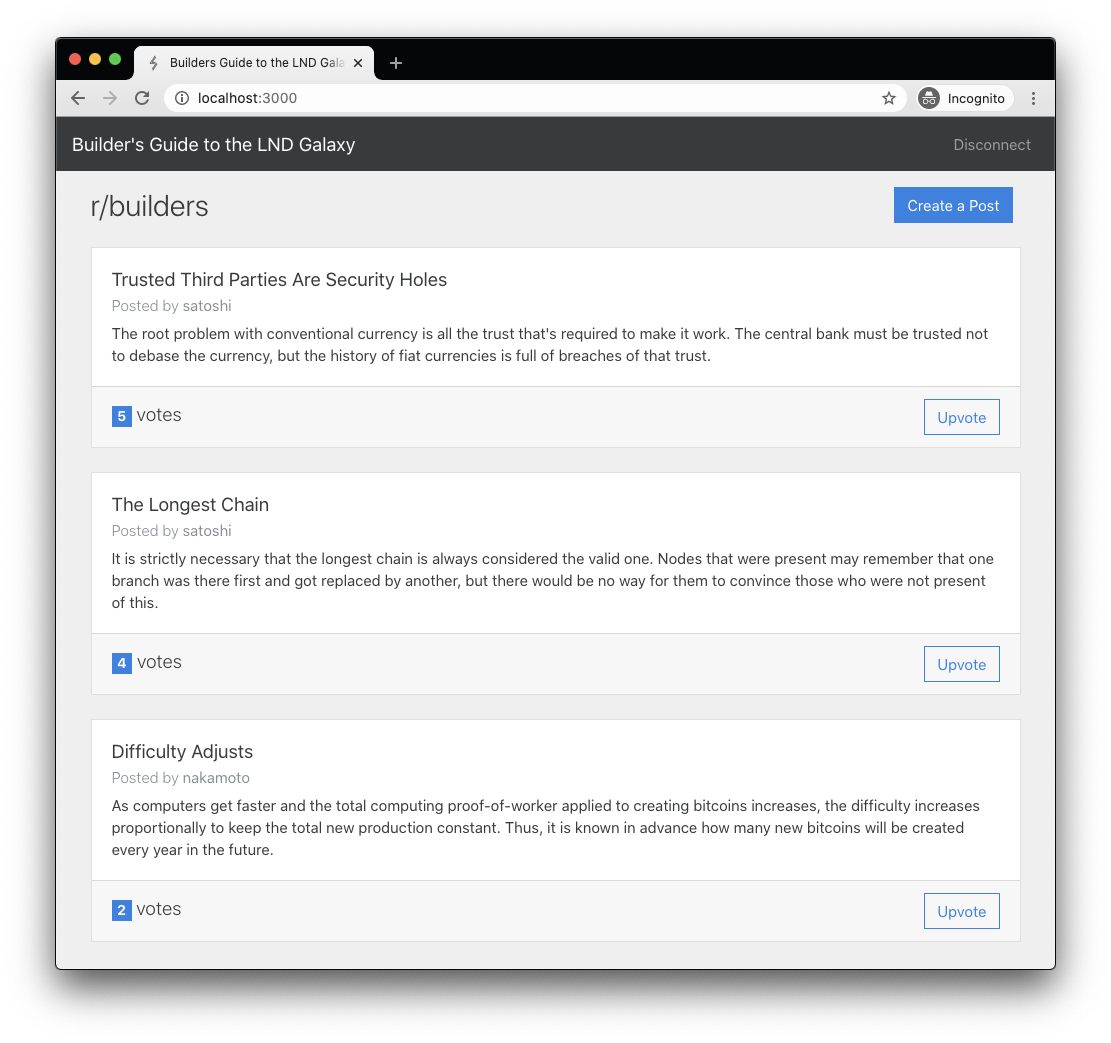 Builders Guide to the LND Gala
localhost:3000
Incognito
Builder's Guide to the LND Galaxy
Disconnect
r/builders
Create a Post
Trusted Third Parties Are Security Holes
Posted by satoshi
The root problem with conventional currency is all the trust that's required to make it work. The central bank must be trusted not
to debase the currency, but the history of fiat currencies is full of breaches of that trust.
5 votes
Upvote
The Longest Chain
Posted by satoshi
It is strictly necessary that the longest chain is always considered the valid one. Nodes that were present may remember that one
branch was there first and got replaced by another, but there would be no way for them to convince those who were not present
of this.
4 votes
Upvote
Difficulty Adjusts
Posted by nakamoto
As computers get faster and the total computing proof-of-worker applied to creating bitcoins increases, the difficulty increases
proportionally to keep the total new production constant. Thus, it is known in advance how many new bitcoins will be created
every year in the future.
2 votes
Upvote